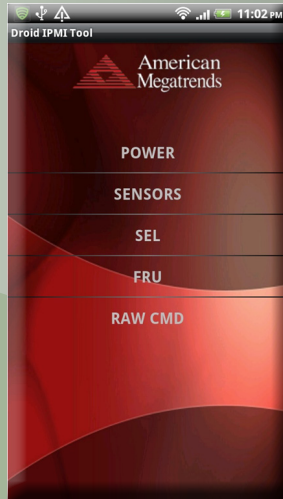 11:02 PM
Droid IPMI Tool
American
Megatrends
POWER
SENSORS
SEL
FRU
RAW CMD